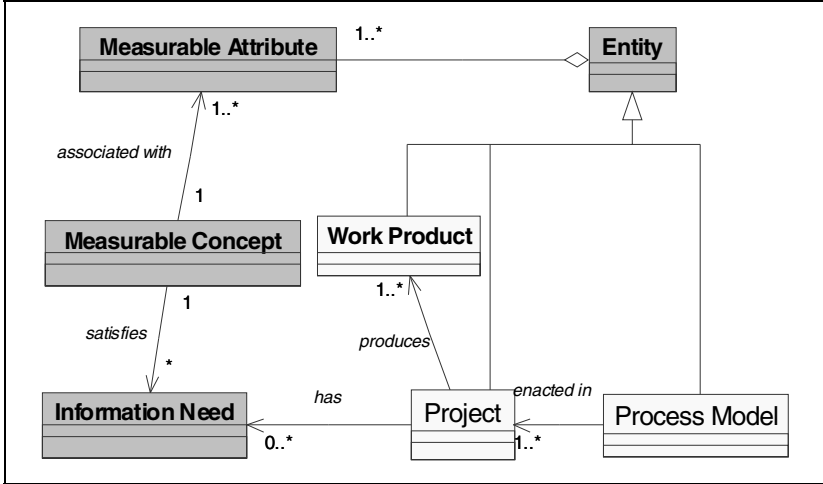 Measurable Attribute
1..*
Entity
1..*
associated with
1
Measurable Concept
Work Product
1
1..*
satisfies
produces
*
has
enacted in
Information Need
Project
Process Model
0..*
1..*